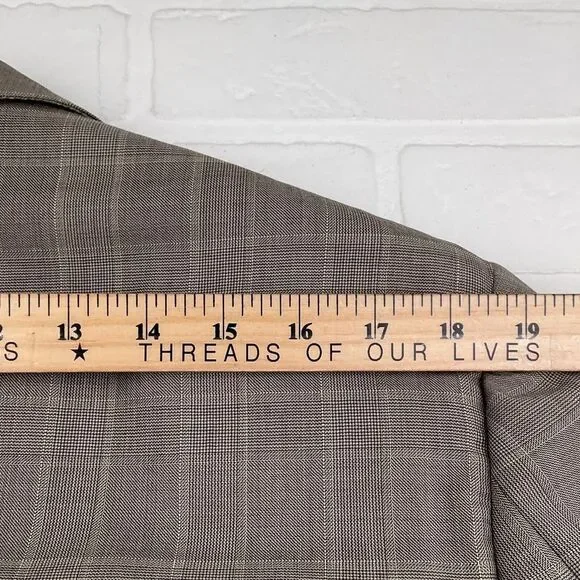 13 14 15 16 17 18 19
S ★ THREADS OF OUR LIVES